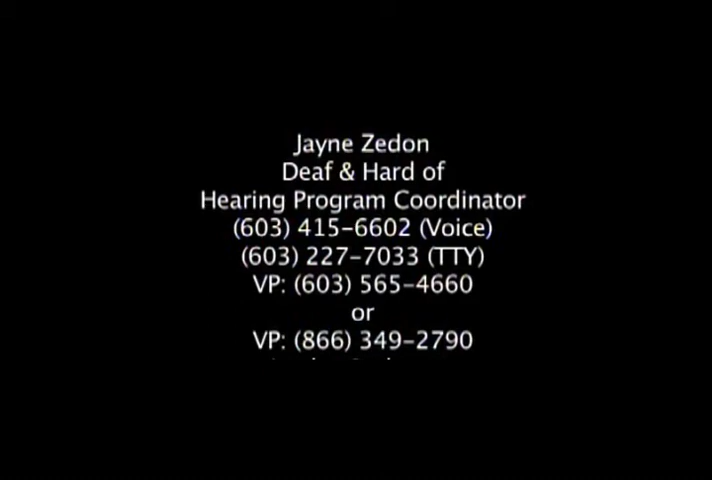 Jayne Zedon
Deaf & Hard of
Hearing Program Coordinator
(603) 415-6602 (Voice)
(603) 227-7033 (TTY)
VP: (603) 565-4660
or
VP: (866) 349-2790